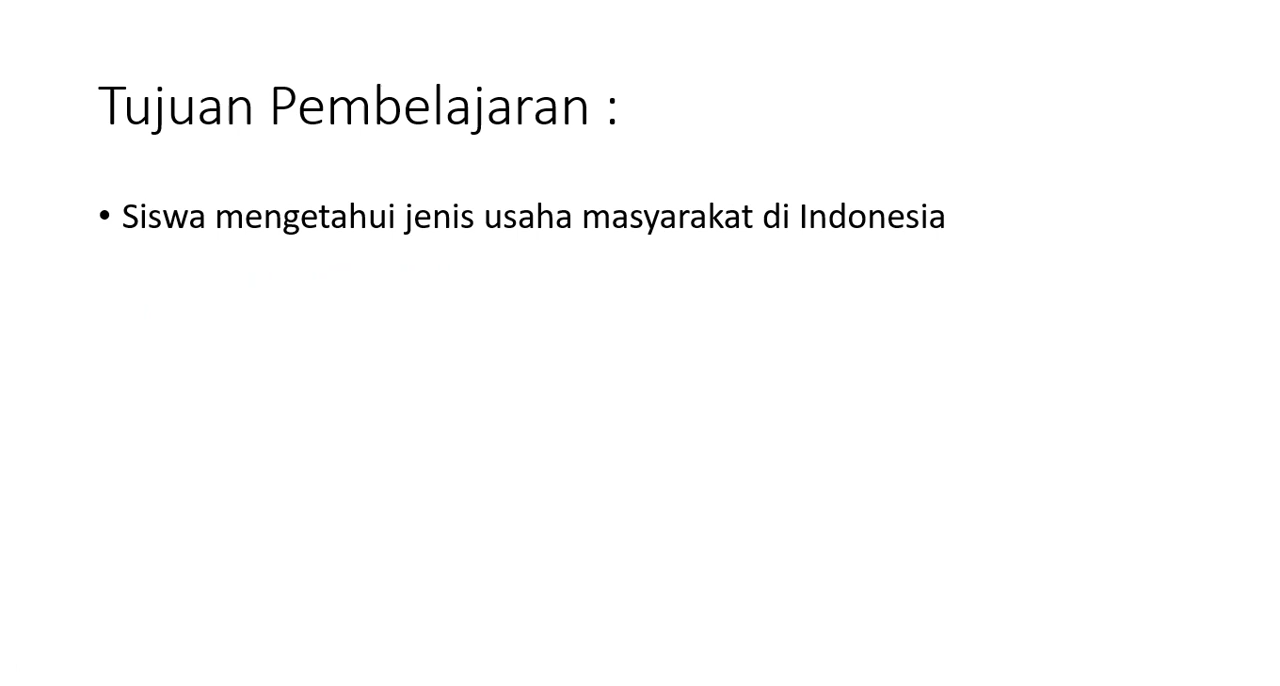 Tujuan Pembelajaran :
• Siswa mengetahui jenis usaha masyarakat di Indonesia